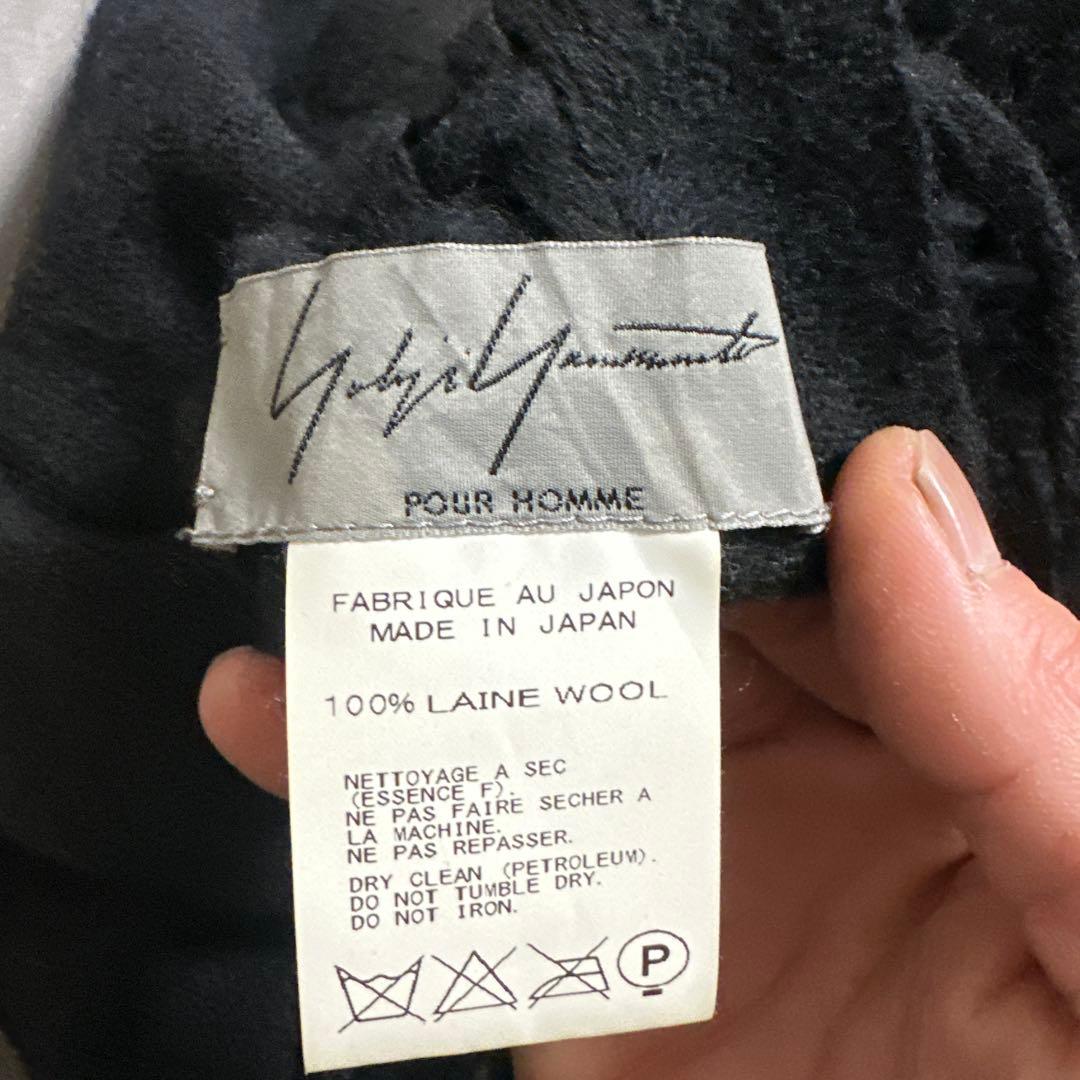 Yohji Yamamoto
POUR HOMME
FABRIQUE AU JAPON
MADE IN JAPAN
100% LAINE WOOL
NETTOYAGE A SEC
(ESSENCE F).
NE PAS FAIRE SECHER A
LA MACHINE.
NE PAS REPASSER.
DRY CLEAN (PETROLEUM).
DO NOT TUMBLE DRY.
DO NOT IRON.
P